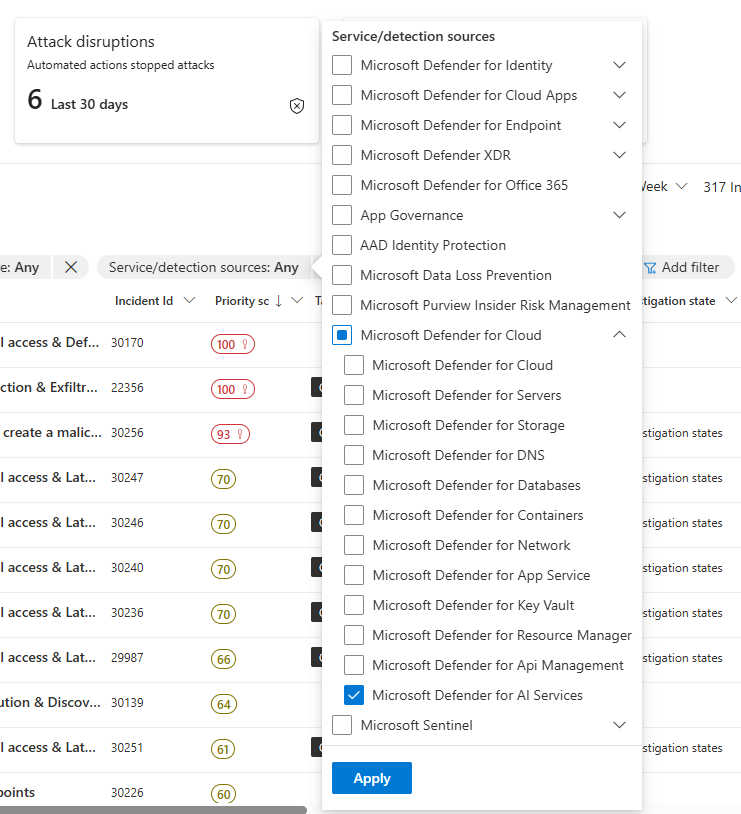 Attack disruptions
Automated actions stopped attacks
6 Last 30 days
Service/detection sources
Microsoft Defender for Identity
Microsoft Defender for Cloud Apps
Microsoft Defender for Endpoint
Microsoft Defender XDR
Microsoft Defender for Office 365
App Governance
AAD Identity Protection
Microsoft Data Loss Prevention
Microsoft Purview Insider Risk Management
Microsoft Defender for Cloud
Microsoft Defender for Cloud
Microsoft Defender for Servers
Microsoft Defender for Storage
Microsoft Defender for DNS
Microsoft Defender for Databases
Microsoft Defender for Containers
Microsoft Defender for Network
Microsoft Defender for App Service
Microsoft Defender for Key Vault
Microsoft Defender for Resource Manager
Microsoft Defender for Api Management
Microsoft Defender for AI Services
Microsoft Sentinel
Apply
Week 317 In
e: Any Service/detection sources: Any Add filter
Incident Id Priority sc stigation state
l access & Def... 30170 100
ction & Exfiltr... 22356 100
create a malic... 30256 93 stigation states
l access & Lat... 30247 70 stigation states
l access & Lat... 30246 70 stigation states
l access & Lat... 30240 70 stigation states
l access & Lat... 30236 70 stigation states
l access & Lat... 29987 66 stigation states
ution & Discov... 30139 64
l access & Lat... 30251 61 stigation states
points 30226 60